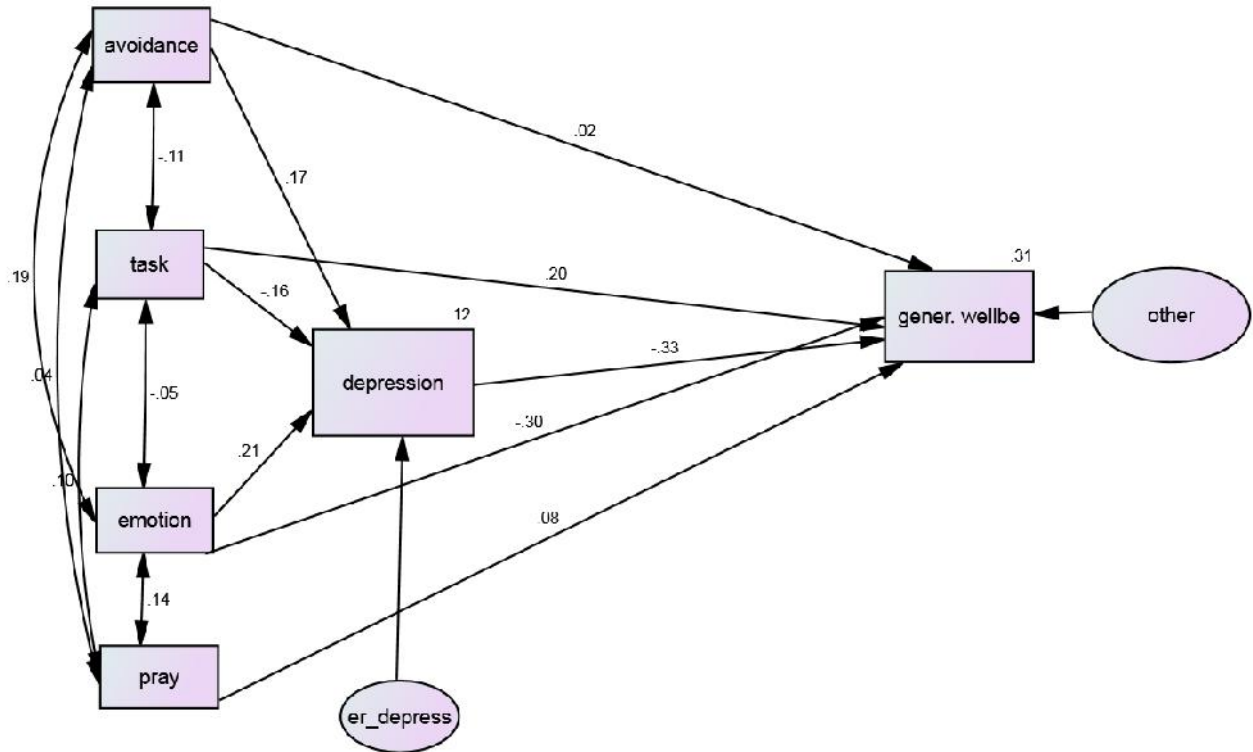 avoidance
.02
-.11
.17
task
.19
.20
-.16
.31
gener. wellbe
other
12
depression
-.33
.04
-.05
-.30
.21
.10
emotion
.08
.14
pray
er_depress